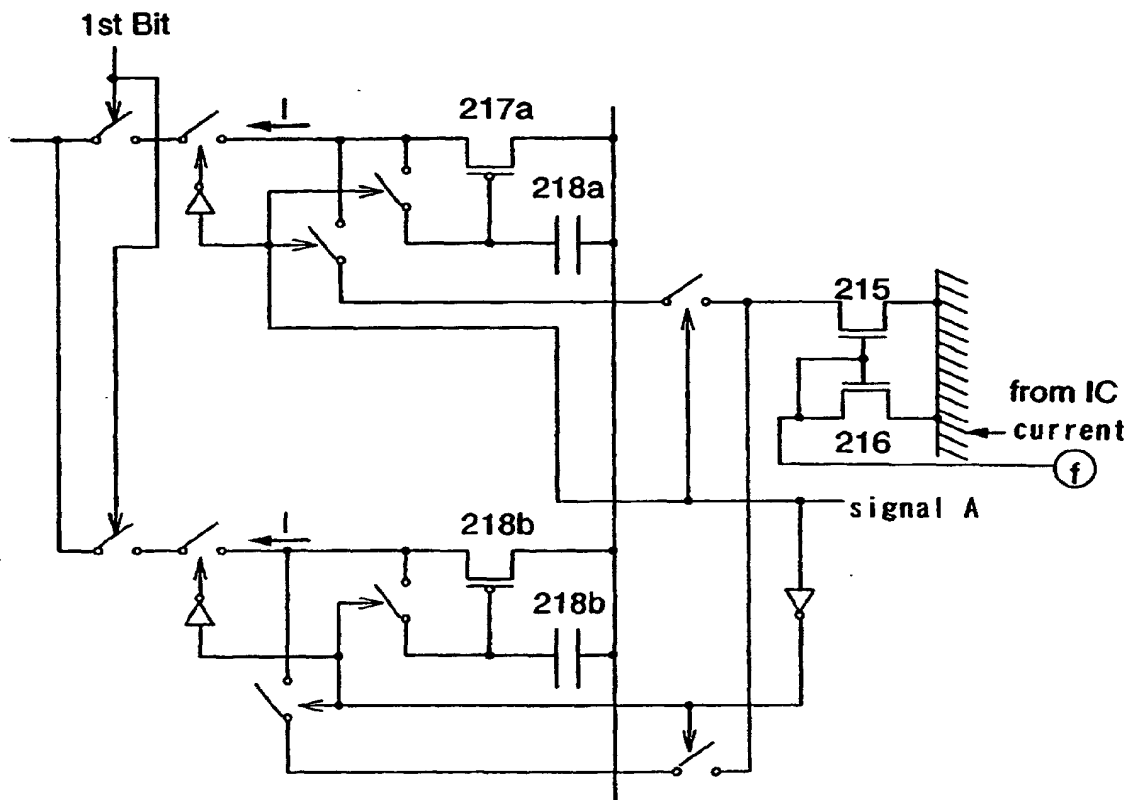 1st Bit
I
217a
218a
215
from IC
current
216
f
signal A
I
218b
218b